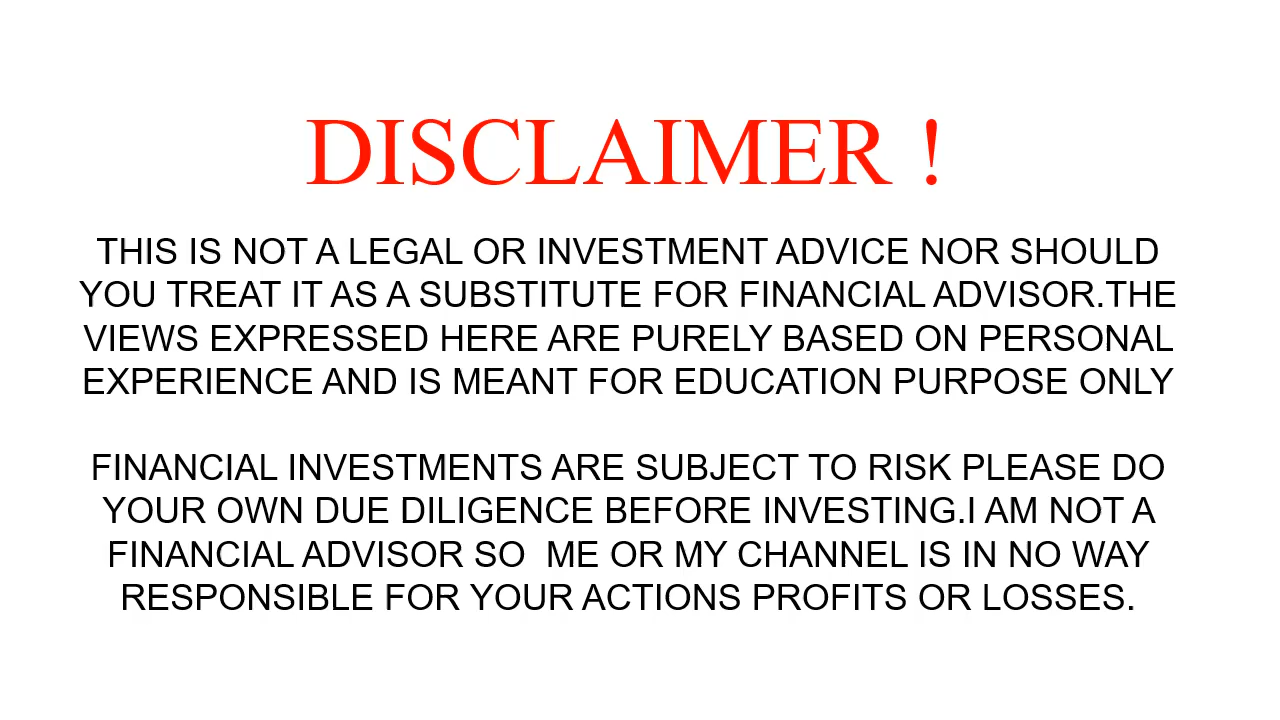 DISCLAIMER !
THIS IS NOT A LEGAL OR INVESTMENT ADVICE NOR SHOULD
YOU TREAT IT AS A SUBSTITUTE FOR FINANCIAL ADVISOR.THE
VIEWS EXPRESSED HERE ARE PURELY BASED ON PERSONAL
EXPERIENCE AND IS MEANT FOR EDUCATION PURPOSE ONLY
FINANCIAL INVESTMENTS ARE SUBJECT TO RISK PLEASE DO
YOUR OWN DUE DILIGENCE BEFORE INVESTING.I AM NOT A
FINANCIAL ADVISOR SO  ME OR MY CHANNEL IS IN NO WAY
RESPONSIBLE FOR YOUR ACTIONS PROFITS OR LOSSES.